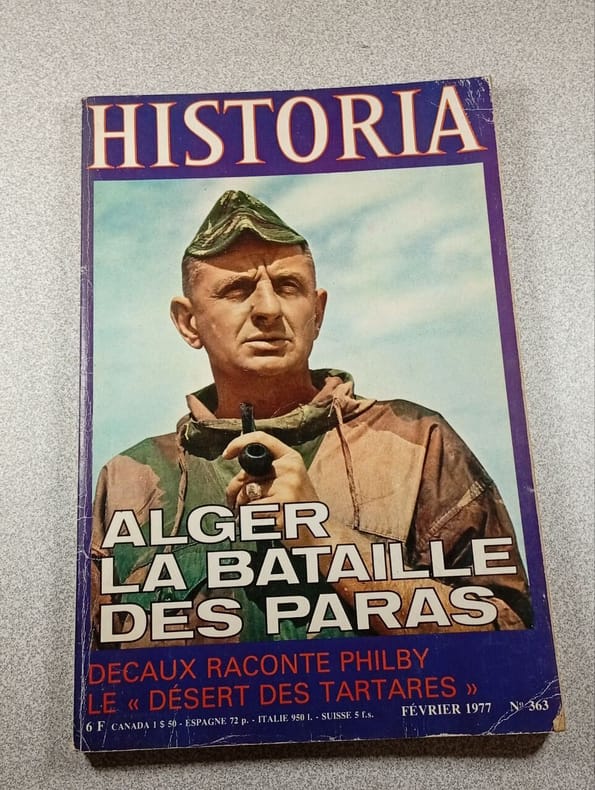 HISTORIA
ALGER
LA BATAILLE
DES PARAS
DECAUX RACONTE PHILBY
LE « DÉSERT DES TARTARES »
6 F CANADA 1 $ 50 - ESPAGNE 72 p. - ITALIE 950 l. - SUISSE 5 f.s. FÉVRIER 1977 Nº 363